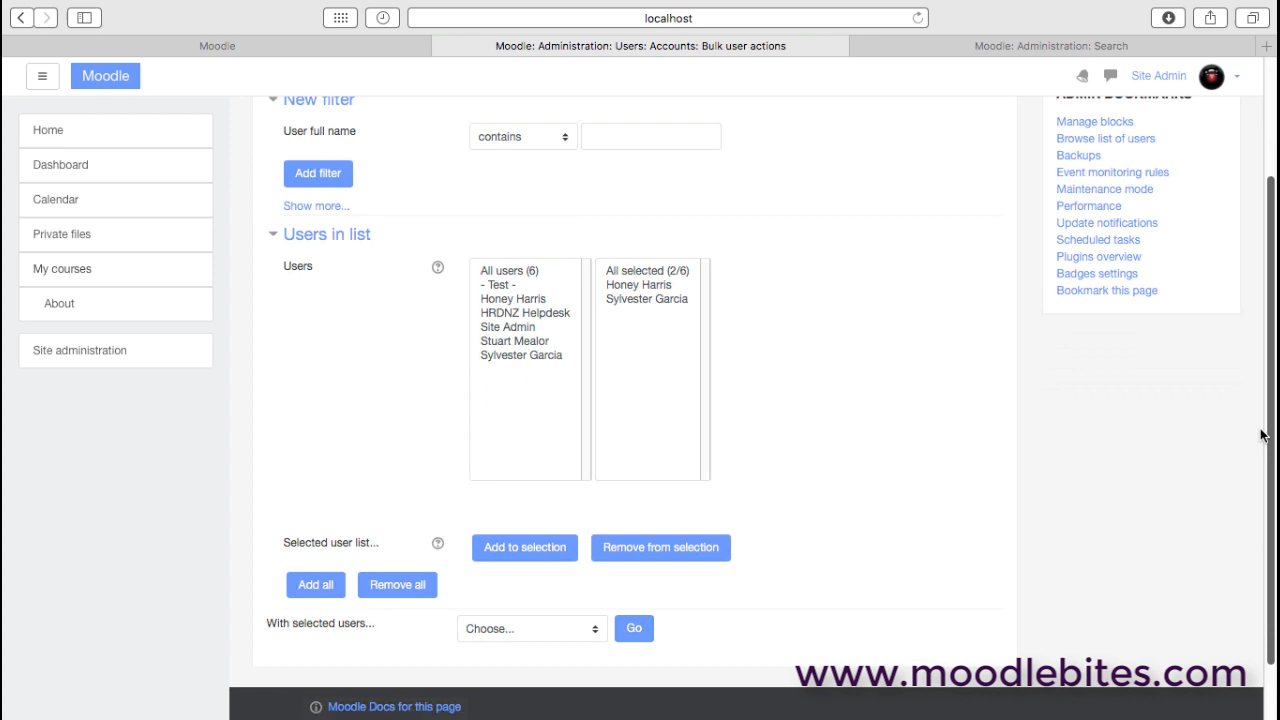 localhost
Moodle
Moodle: Administration: Users: Accounts: Bulk user actions
Moodle: Administration: Search
Moodle
Site Admin
Home
Dashboard
Calendar
Private files
My courses
About
Site administration
New filter
User full name
contains
Add filter
Show more...
Users in list
Users
All users (6)
- Test -
Honey Harris
HRDNZ Helpdesk
Site Admin
Stuart Mealor
Sylvester Garcia
All selected (2/6)
Honey Harris
Sylvester Garcia
Selected user list...
Add to selection
Remove from selection
Add all
Remove all
With selected users...
Choose...
Go
ADMIN BOOKMARKS
Manage blocks
Browse list of users
Backups
Event monitoring rules
Maintenance mode
Performance
Update notifications
Scheduled tasks
Plugins overview
Badges settings
Bookmark this page
www.moodlebites.com
Moodle Docs for this page